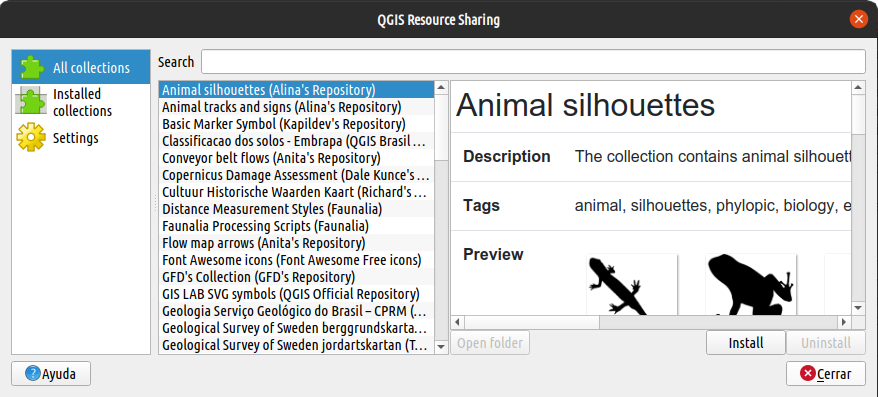 QGIS Resource Sharing
All collections
Installed
collections
Settings
Search
Animal silhouettes (Alina's Repository)
Animal tracks and signs (Alina's Repository)
Basic Marker Symbol (Kapildev's Repository)
Classificacao dos solos - Embrapa (QGIS Brasil ...
Conveyor belt flows (Anita's Repository)
Copernicus Damage Assessment (Dale Kunce's ...
Cultuur Historische Waarden Kaart (Richard's ...
Distance Measurement Styles (Faunalia)
Faunalia Processing Scripts (Faunalia)
Flow map arrows (Anita's Repository)
Font Awesome icons (Font Awesome Free icons)
GFD's Collection (GFD's Repository)
GIS LAB SVG symbols (QGIS Official Repository)
Geologia Serviço Geológico do Brasil – CPRM (...
Geological Survey of Sweden berggrundskarta...
Geological Survey of Sweden jordartskartan (T...
Animal silhouettes
Description The collection contains animal silhouett
Tags animal, silhouettes, phylopic, biology, e
Preview
Open folder Install Uninstall
Ayuda Cerrar